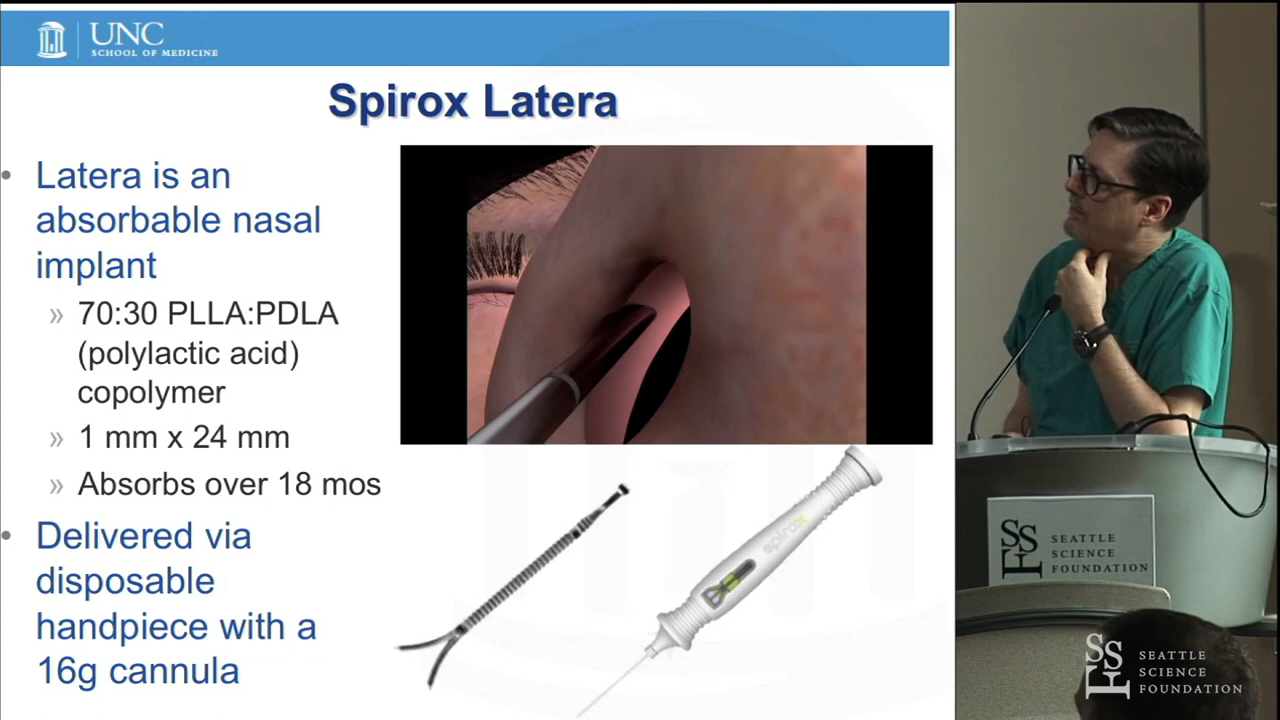 UNC
SCHOOL OF MEDICINE
Spirox Latera
• Latera is an
absorbable nasal
implant
» 70:30 PLLA:PDLA
(polylactic acid)
copolymer
» 1 mm x 24 mm
» Absorbs over 18 mos
• Delivered via
disposable
handpiece with a
16g cannula
spirox
SEATTLE
SCIENCE
FOUNDATION
SEATTLE
SCIENCE
FOUNDATION